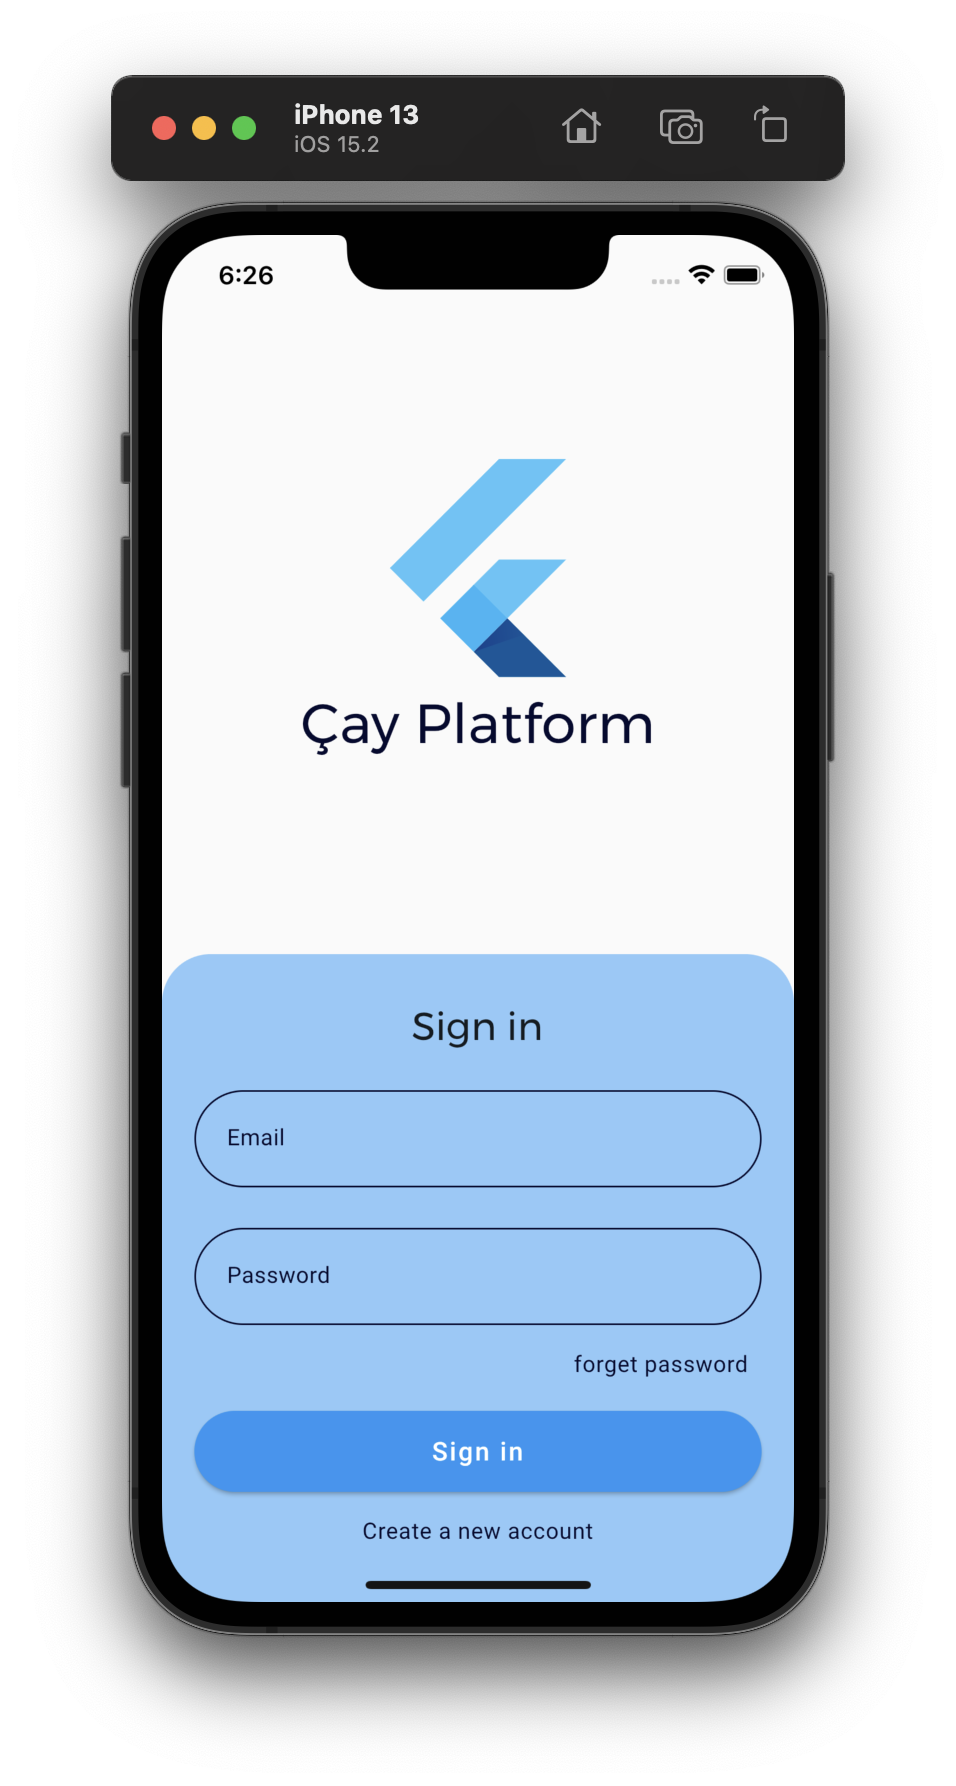 iPhone 13
iOS 15.2
6:26
Çay Platform
Sign in
Email
Password
forget password
Sign in
Create a new account